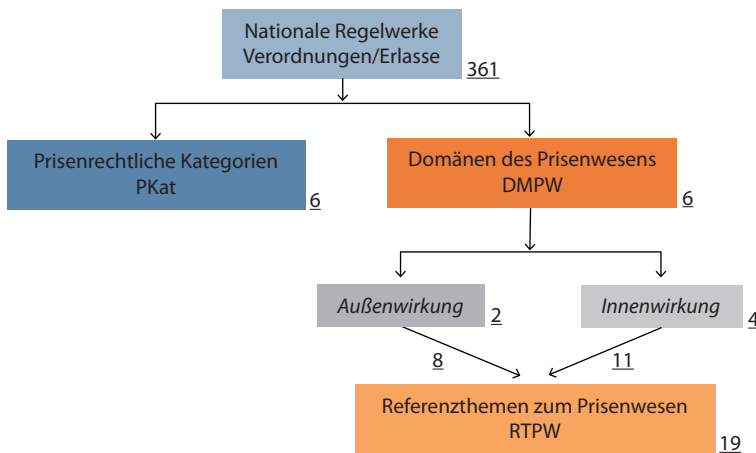 Nationale Regelwerke
Verordnungen/Erlasse
361
Prisenrechtliche Kategorien
PKat
6
Domänen des Prisenwesens
DMPW
6
Außenwirkung
2
Innenwirkung
4
8
11
Referenzthemen zum Prisenwesen
RTPW
19